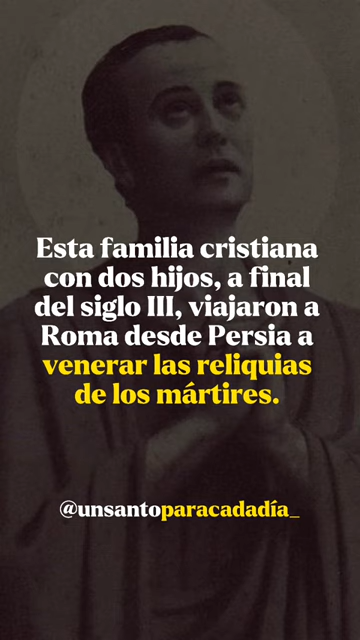 Esta familia cristiana
con dos hijos, a final
del siglo III, viajaron a
Roma desde Persia a
venerar las reliquias
de los mártires.
@unsantoparacadadía_